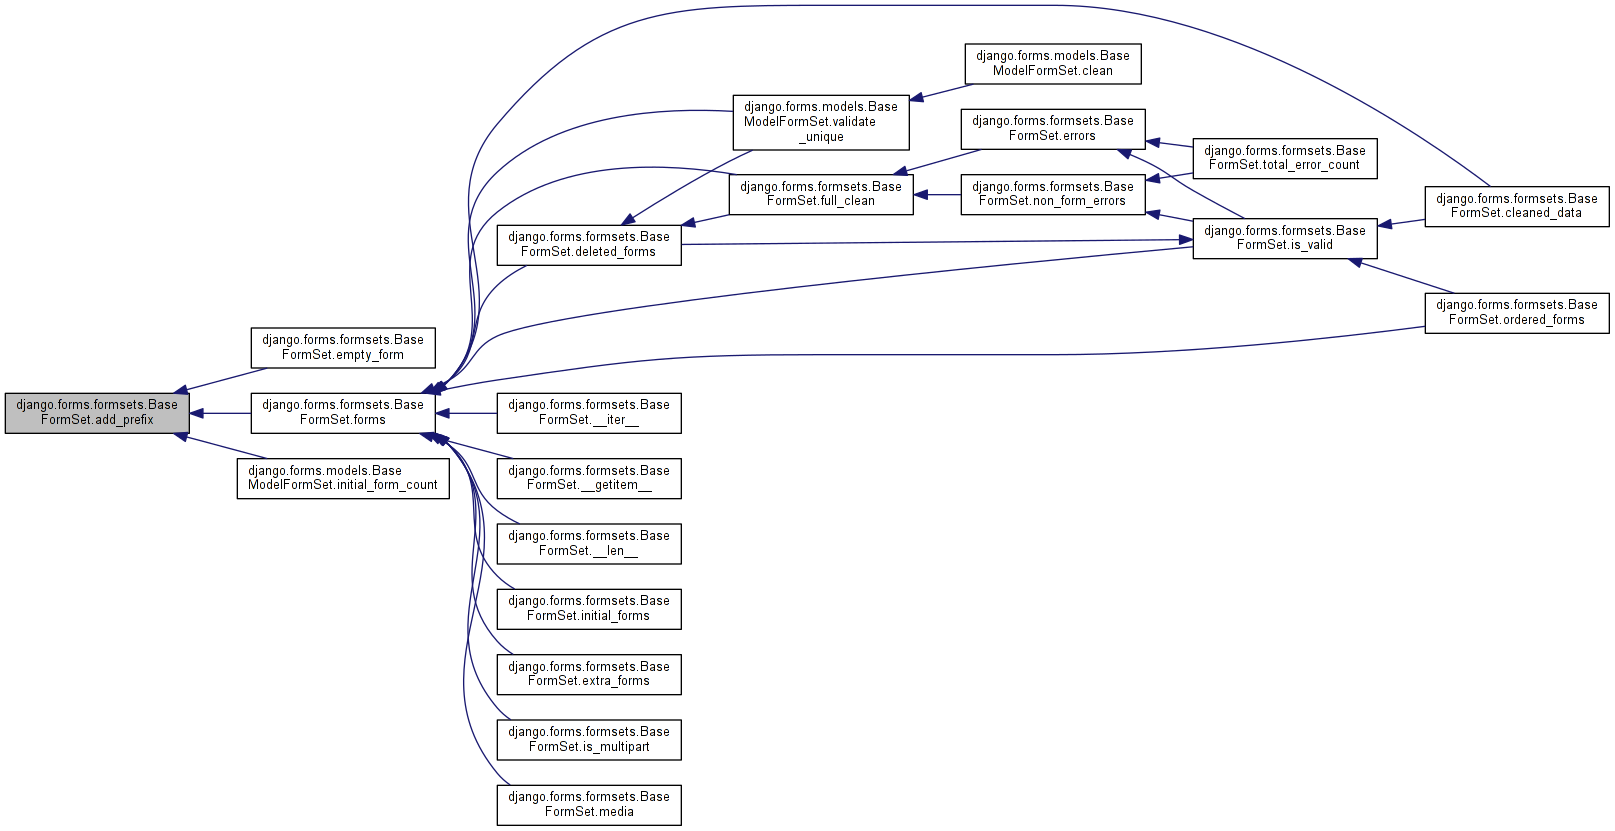 django.forms.models.Base
ModelFormSet.clean
django.forms.models.Base
ModelFormSet.validate
_unique
django.forms.formsets.Base
FormSet.errors
django.forms.formsets.Base
FormSet.total_error_count
django.forms.formsets.Base
FormSet.full_clean
django.forms.formsets.Base
FormSet.non_form_errors
django.forms.formsets.Base
FormSet.cleaned_data
django.forms.formsets.Base
FormSet.deleted_forms
django.forms.formsets.Base
FormSet.is_valid
django.forms.formsets.Base
FormSet.ordered_forms
django.forms.formsets.Base
FormSet.empty_form
django.forms.formsets.Base
FormSet.add_prefix
django.forms.formsets.Base
FormSet.forms
django.forms.formsets.Base
FormSet.__iter__
django.forms.models.Base
ModelFormSet.initial_form_count
django.forms.formsets.Base
FormSet.__getitem__
django.forms.formsets.Base
FormSet.__len__
django.forms.formsets.Base
FormSet.initial_forms
django.forms.formsets.Base
FormSet.extra_forms
django.forms.formsets.Base
FormSet.is_multipart
django.forms.formsets.Base
FormSet.media